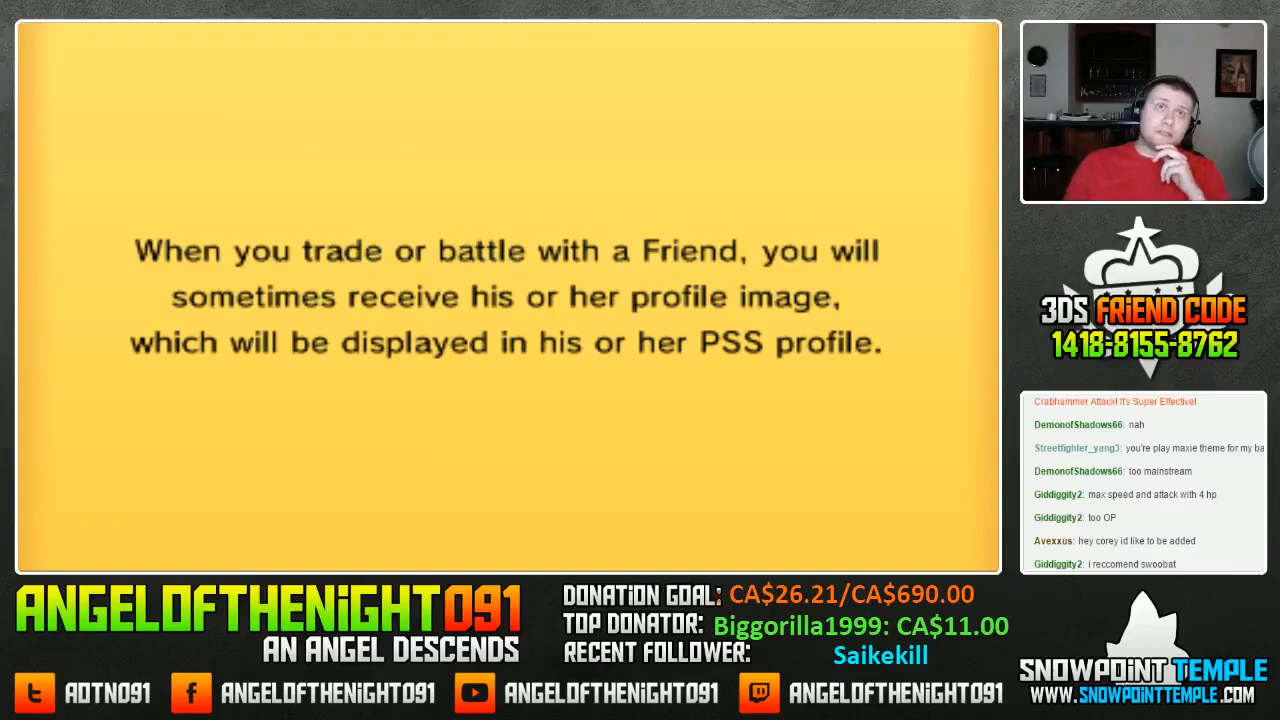 When you trade or battle with a Friend, you will
sometimes receive his or her profile image,
which will be displayed in his or her PSS profile.
3DS FRiEND CODE
1418-8155-8762
Crabhammer Attack! It's Super Effective!
DemonofShadows66: nah
Streetfighter_yang3: you're play maxie theme for my ba
DemonofShadows66: too mainstream
Giddiggity2: max speed and attack with 4 hp
Giddiggity2: too OP
Avexxus: hey corey id like to be added
Giddiggity2: i reccomend swoobat
ANGELOFTHENiGHT091
AN ANGEL DESCENDS
DONATiON GOAL: CA$26.21/CA$690.00
TOP DONATOR: Biggorilla1999: CA$11.00
RECENT FOLLOWER: Saikekill
AOTN091
ANGELOFTHENiGHT091
ANGELOFTHENiGHT091
ANGELOFTHENiGHT091
SNOWPOiNT TEMPLE
WWW.SNOWPOiNTTEMPLE.COM